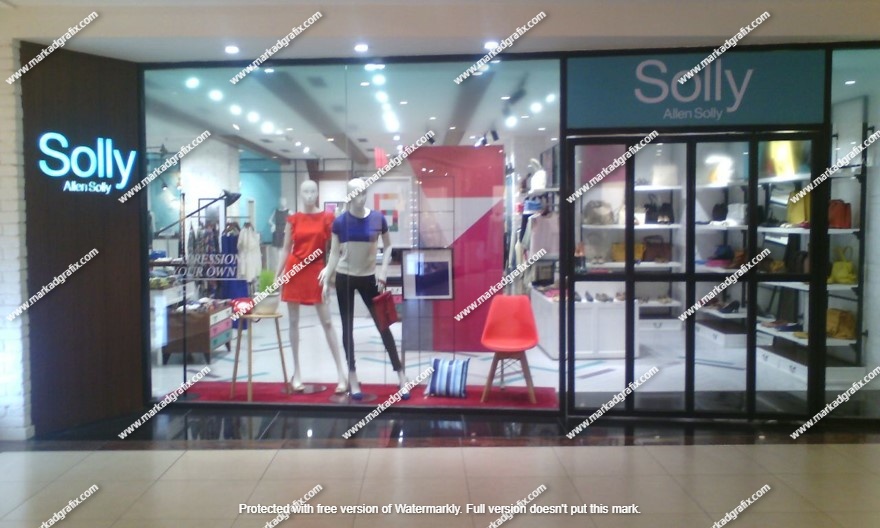 Solly
Allen Solly
Solly
Allen Solly
EXPRESSION
YOUR OWN
www.markadgrafix.com
Protected with free version of Watermarkly. Full version doesn't put this mark.